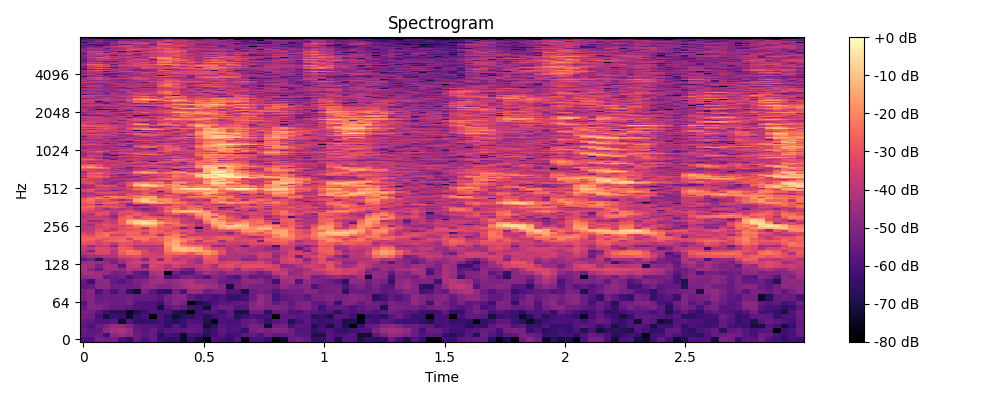 Spectrogram
4096
2048
1024
512
256
128
64
0
Hz
0
0.5
1
1.5
2
2.5
Time
+0 dB
-10 dB
-20 dB
-30 dB
-40 dB
-50 dB
-60 dB
-70 dB
-80 dB